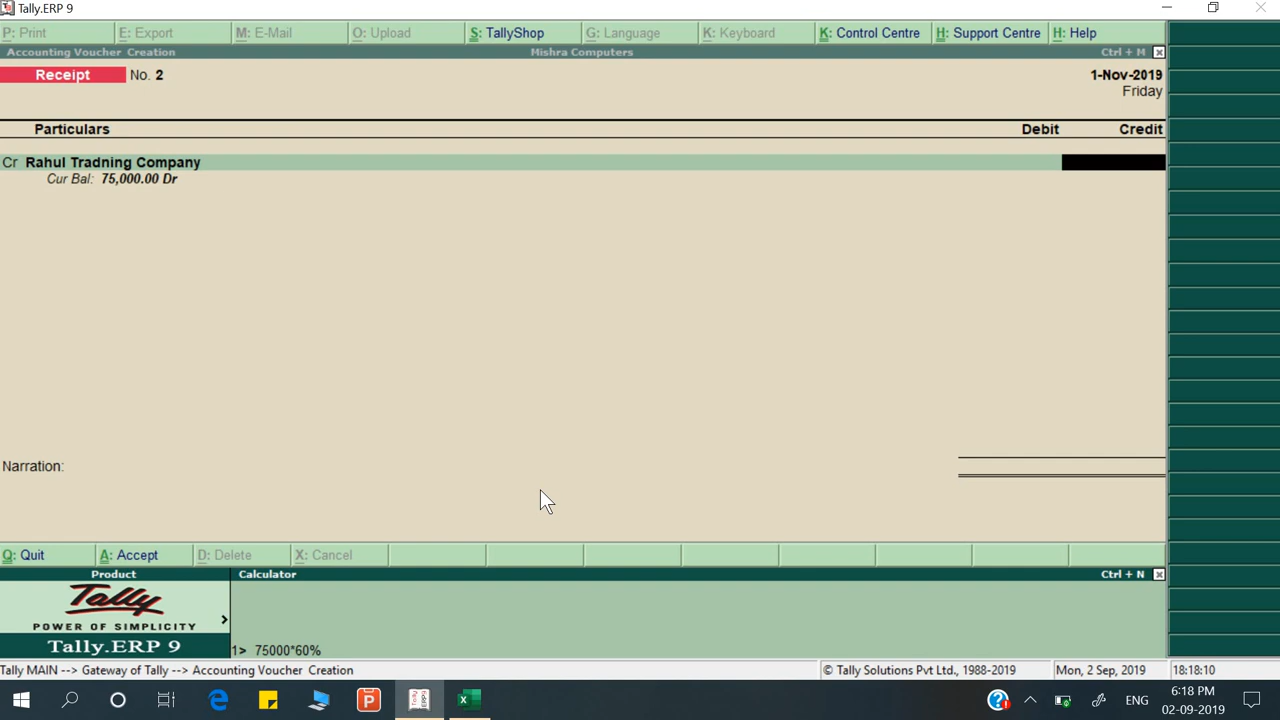 Tally.ERP 9
P: Print E: Export M: E-Mail O: Upload S: TallyShop G: Language K: Keyboard K: Control Centre H: Support Centre H: Help
Accounting Voucher Creation Mishra Computers Ctrl + M
Receipt No. 2 1-Nov-2019
Friday
Particulars Debit Credit
Cr Rahul Tradning Company
Cur Bal: 75,000.00 Dr
Narration:
Q: Quit A: Accept D: Delete X: Cancel
Product Calculator Ctrl + N
Tally
POWER OF SIMPLICITY
Tally.ERP 9
1> 75000*60%
Tally MAIN --> Gateway of Tally --> Accounting Voucher Creation © Tally Solutions Pvt Ltd., 1988-2019 Mon, 2 Sep, 2019 18:18:10
ENG 6:18 PM
02-09-2019